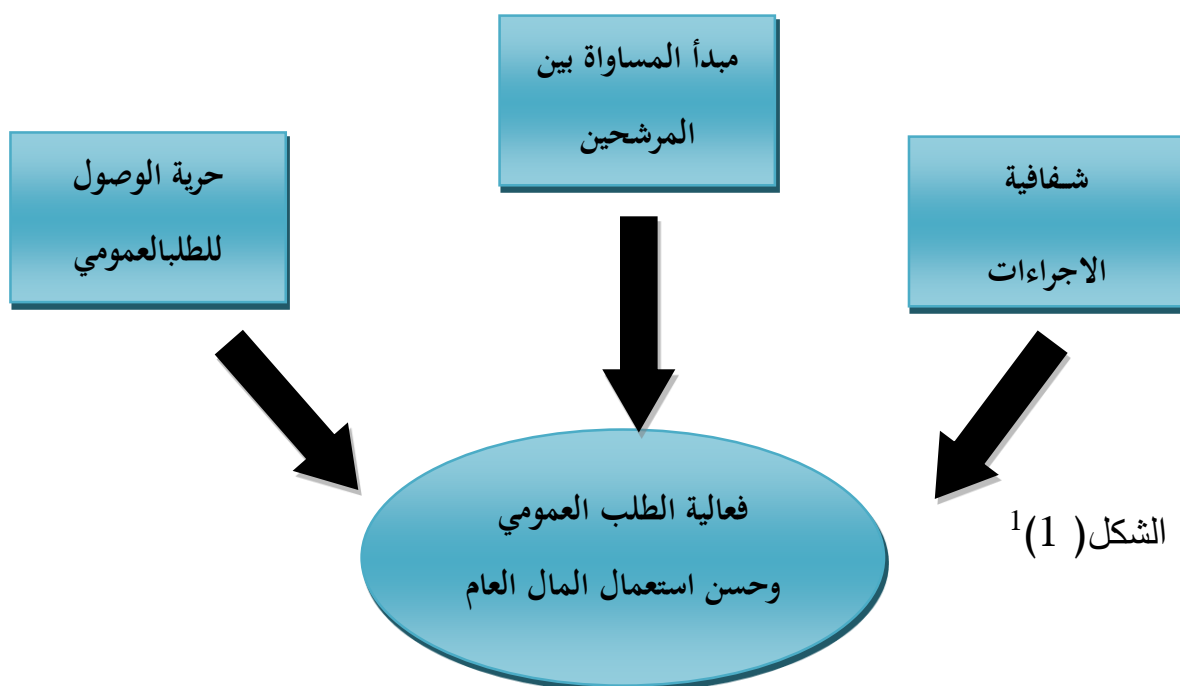 مبدأ المساواة بين
المرشحين
شفافية
الاجراءات
حرية الوصول
للطلبالعمومي
فعالية الطلب العمومي
وحسن استعمال المال العام
الشكل( 1)1